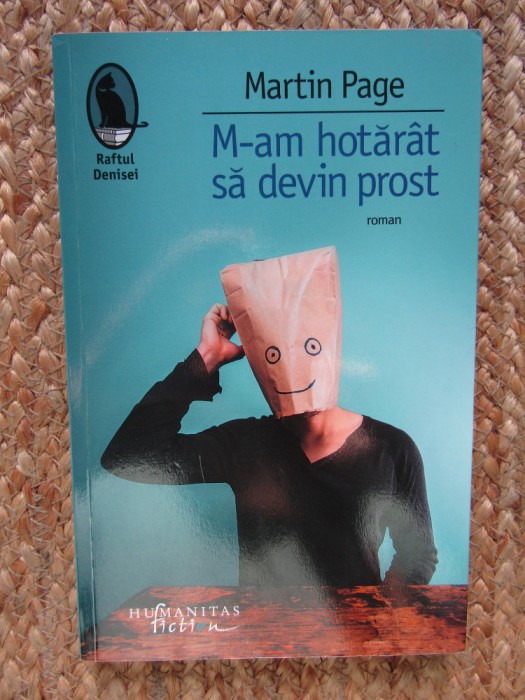 Martin Page
M-am hotărât
să devin prost
roman
Raftul
Denisei
HUMANITAS
fiction